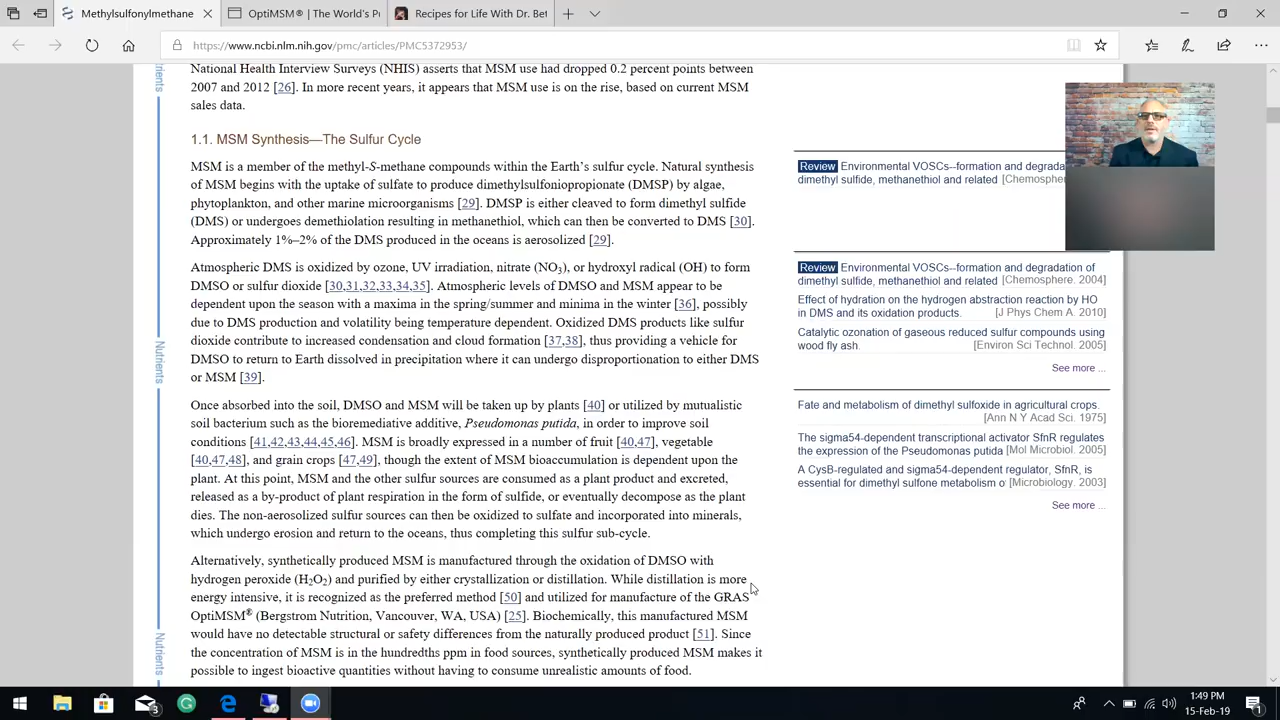 Methylsulfonylmethane
OptiMSM® | The World's
Recipes for With Dr. Bel
https://www.ncbi.nlm.nih.gov/pmc/articles/PMC5372953/
National Health Interview Surveys (NHIS) asserts that MSM use had dropped 0.2 percent points between
2007 and 2012 [26]. In more recent years it appears that MSM use is on the rise, based on current MSM
sales data.
1.1. MSM Synthesis—The Sulfur Cycle
MSM is a member of the methyl-S-methane compounds within the Earth's sulfur cycle. Natural synthesis
of MSM begins with the uptake of sulfate to produce dimethylsulfoniopropionate (DMSP) by algae,
phytoplankton, and other marine microorganisms [29]. DMSP is either cleaved to form dimethyl sulfide
(DMS) or undergoes demethiolation resulting in methanethiol, which can then be converted to DMS [30].
Approximately 1%–2% of the DMS produced in the oceans is aerosolized [29].
Atmospheric DMS is oxidized by ozone, UV irradiation, nitrate (NO3), or hydroxyl radical (OH) to form
DMSO or sulfur dioxide [30,31,32,33,34,35]. Atmospheric levels of DMSO and MSM appear to be
dependent upon the season with a maxima in the spring/summer and minima in the winter [36], possibly
due to DMS production and volatility being temperature dependent. Oxidized DMS products like sulfur
dioxide contribute to increased condensation and cloud formation [37,38], thus providing a vehicle for
DMSO to return to Earth dissolved in precipitation where it can undergo disproportionation to either DMS
or MSM [39].
Once absorbed into the soil, DMSO and MSM will be taken up by plants [40] or utilized by mutualistic
soil bacterium such as the bioremediative additive, Pseudomonas putida, in order to improve soil
conditions [41,42,43,44,45,46]. MSM is broadly expressed in a number of fruit [40,47], vegetable
[40,47,48], and grain crops [47,49], though the extent of MSM bioaccumulation is dependent upon the
plant. At this point, MSM and the other sulfur sources are consumed as a plant product and excreted,
released as a by-product of plant respiration in the form of sulfide, or eventually decompose as the plant
dies. The non-aerosolized sulfur sources can then be oxidized to sulfate and incorporated into minerals,
which undergo erosion and return to the oceans, thus completing this sulfur sub-cycle.
Alternatively, synthetically produced MSM is manufactured through the oxidation of DMSO with
hydrogen peroxide (H2O2) and purified by either crystallization or distillation. While distillation is more
energy intensive, it is recognized as the preferred method [50] and utilized for manufacture of the GRAS
OptiMSM® (Bergstrom Nutrition, Vancouver, WA, USA) [25]. Biochemically, this manufactured MSM
would have no detectable structural or safety differences from the naturally produced product [51]. Since
the concentration of MSM is in the hundredths ppm in food sources, synthetically produced MSM makes it
possible to ingest bioactive quantities without having to consume unrealistic amounts of food.
Nutrients
Nutrients
Review Environmental VOSCs--formation and degrada
dimethyl sulfide, methanethiol and related [Chemosphere
Review Environmental VOSCs--formation and degradation of
dimethyl sulfide, methanethiol and related [Chemosphere. 2004]
Effect of hydration on the hydrogen abstraction reaction by HO
in DMS and its oxidation products. [J Phys Chem A. 2010]
Catalytic ozonation of gaseous reduced sulfur compounds using
wood fly ash. [Environ Sci Technol. 2005]
See more ...
Fate and metabolism of dimethyl sulfoxide in agricultural crops.
[Ann N Y Acad Sci. 1975]
The sigma54-dependent transcriptional activator SfnR regulates
the expression of the Pseudomonas putida [Mol Microbiol. 2005]
A CysB-regulated and sigma54-dependent regulator, SfnR, is
essential for dimethyl sulfone metabolism o [Microbiology. 2003]
See more ...
3
1:49 PM
15-Feb-19